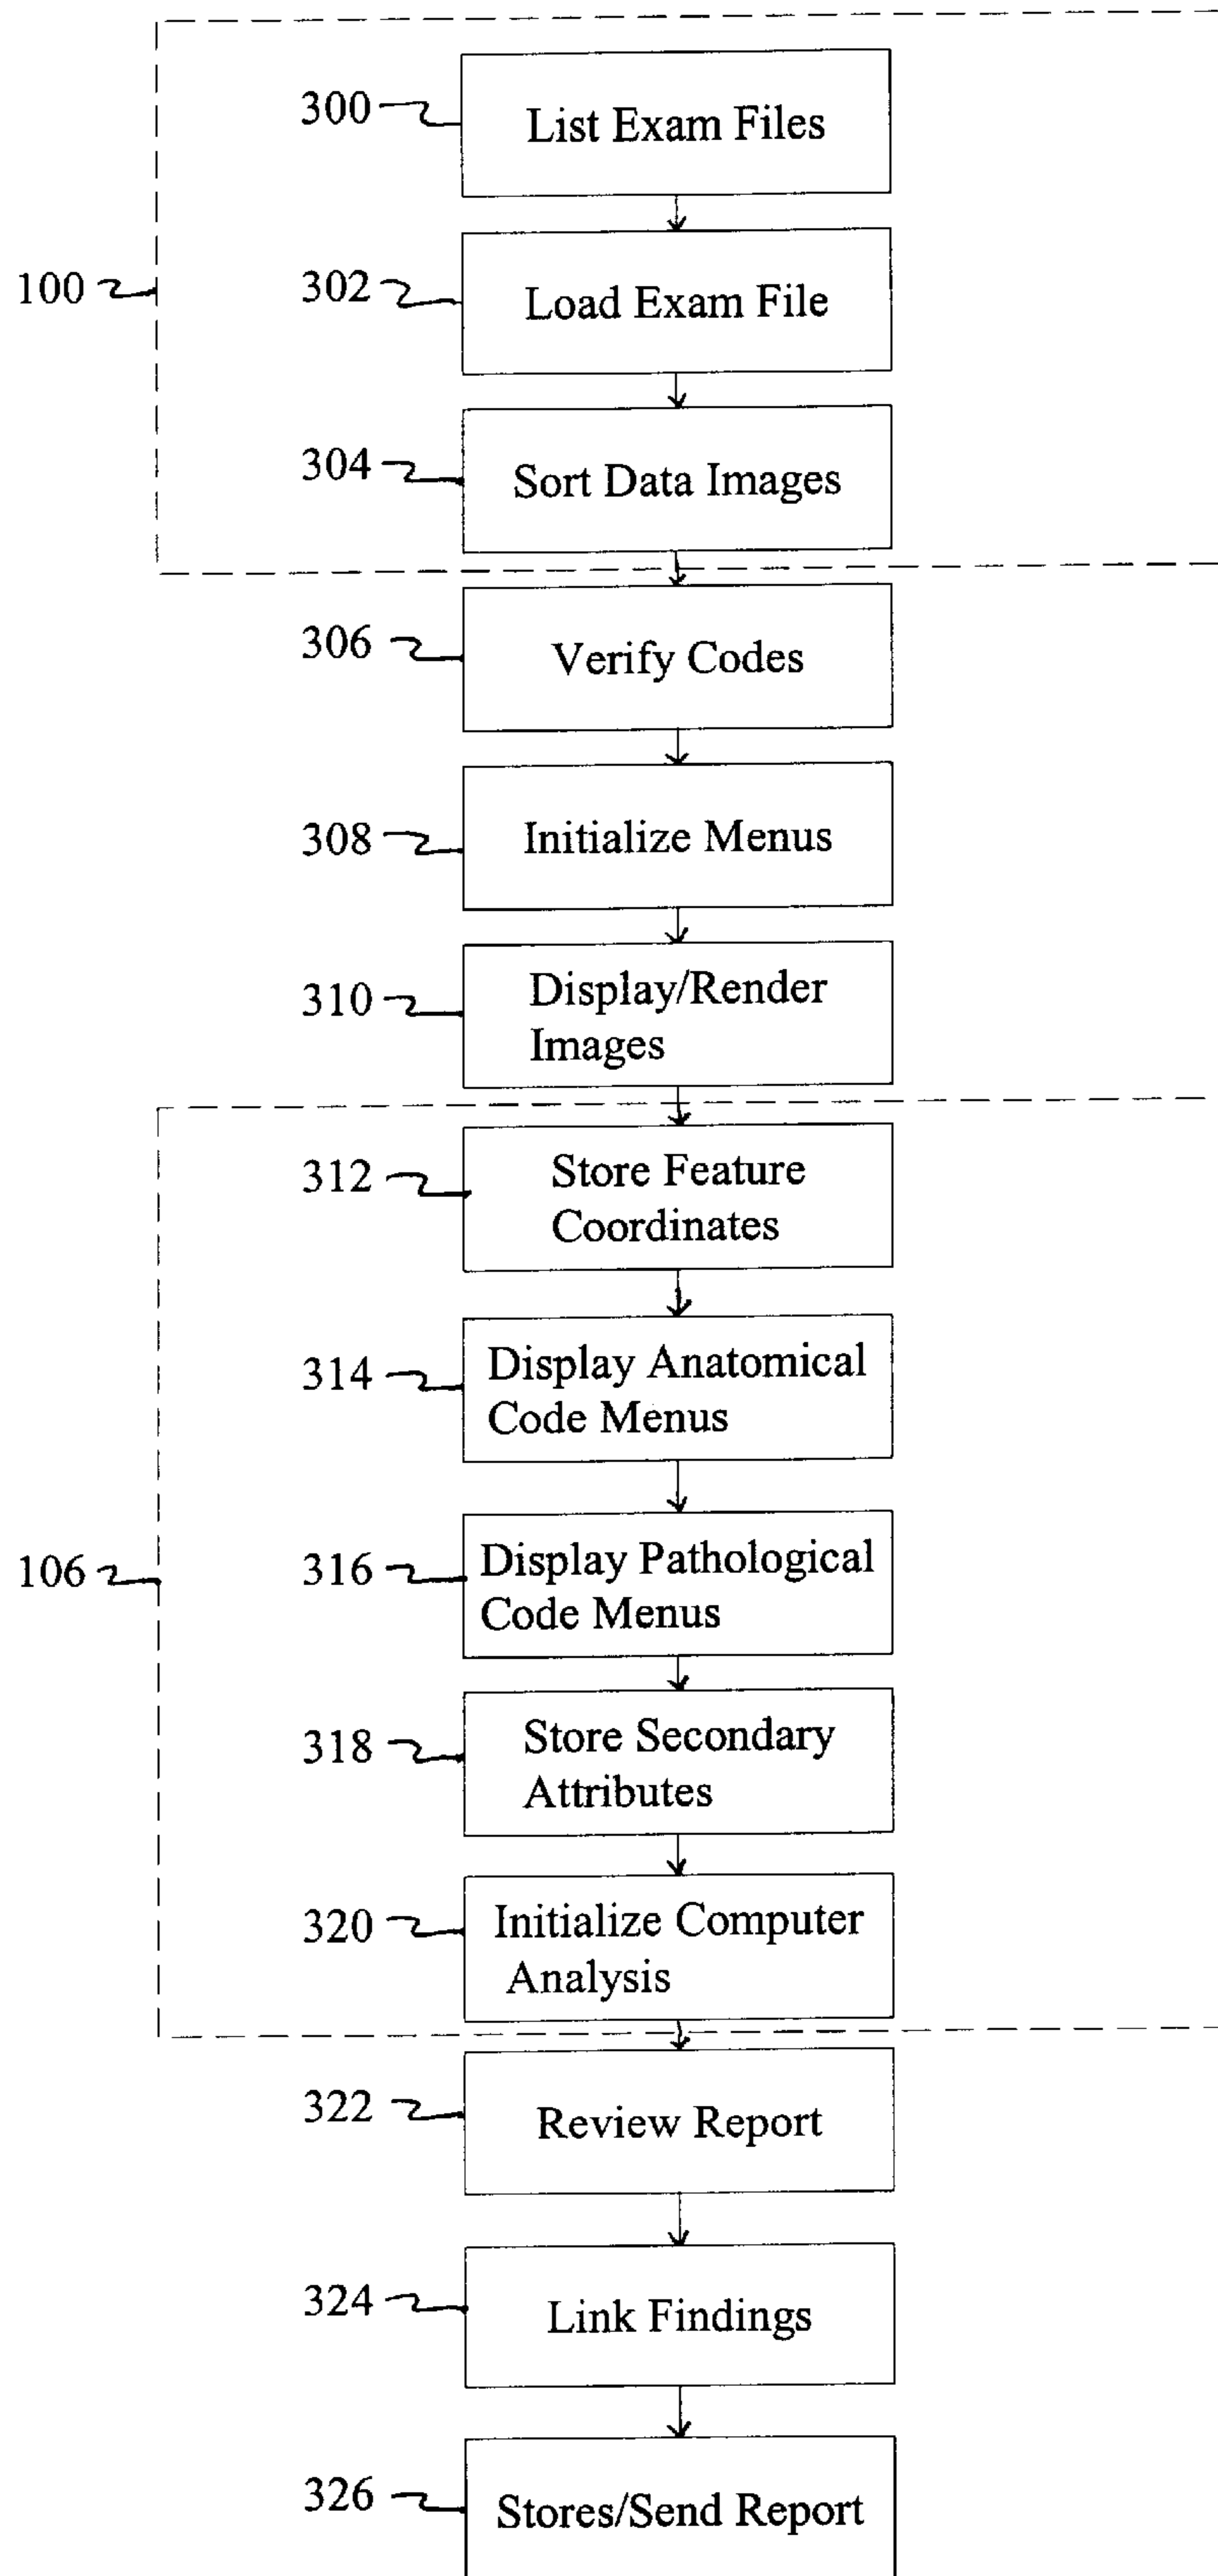 300
List Exam Files
100
302
Load Exam File
304
Sort Data Images
306
Verify Codes
308
Initialize Menus
310
Display/Render
Images
312
Store Feature
Coordinates
314
Display Anatomical
Code Menus
106
316
Display Pathological
Code Menus
318
Store Secondary
Attributes
320
Initialize Computer
Analysis
322
Review Report
324
Link Findings
326
Stores/Send Report